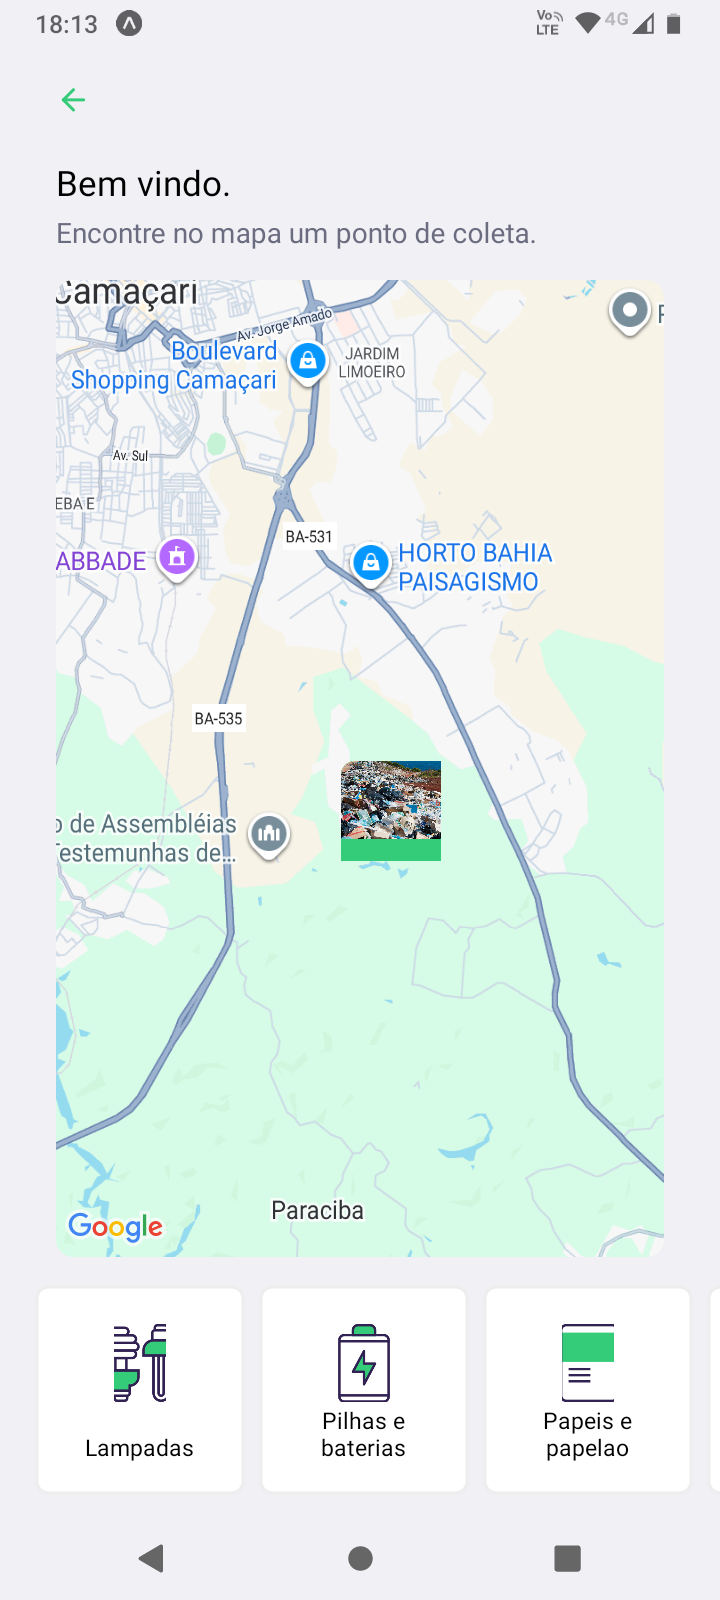 18:13
Vo
LTE
4G
Bem vindo.
Encontre no mapa um ponto de coleta.
Camaçari
Av. Jorge Amado
Boulevard
Shopping Camaçari
JARDIM
LIMOEIRO
Av. Sul
EBA E
BA-531
ABBADE
HORTO BAHIA
PAISAGISMO
BA-535
o de Assembléias
Testemunhas de...
Paraciba
Google
Lampadas
Pilhas e
baterias
Papeis e
papelao